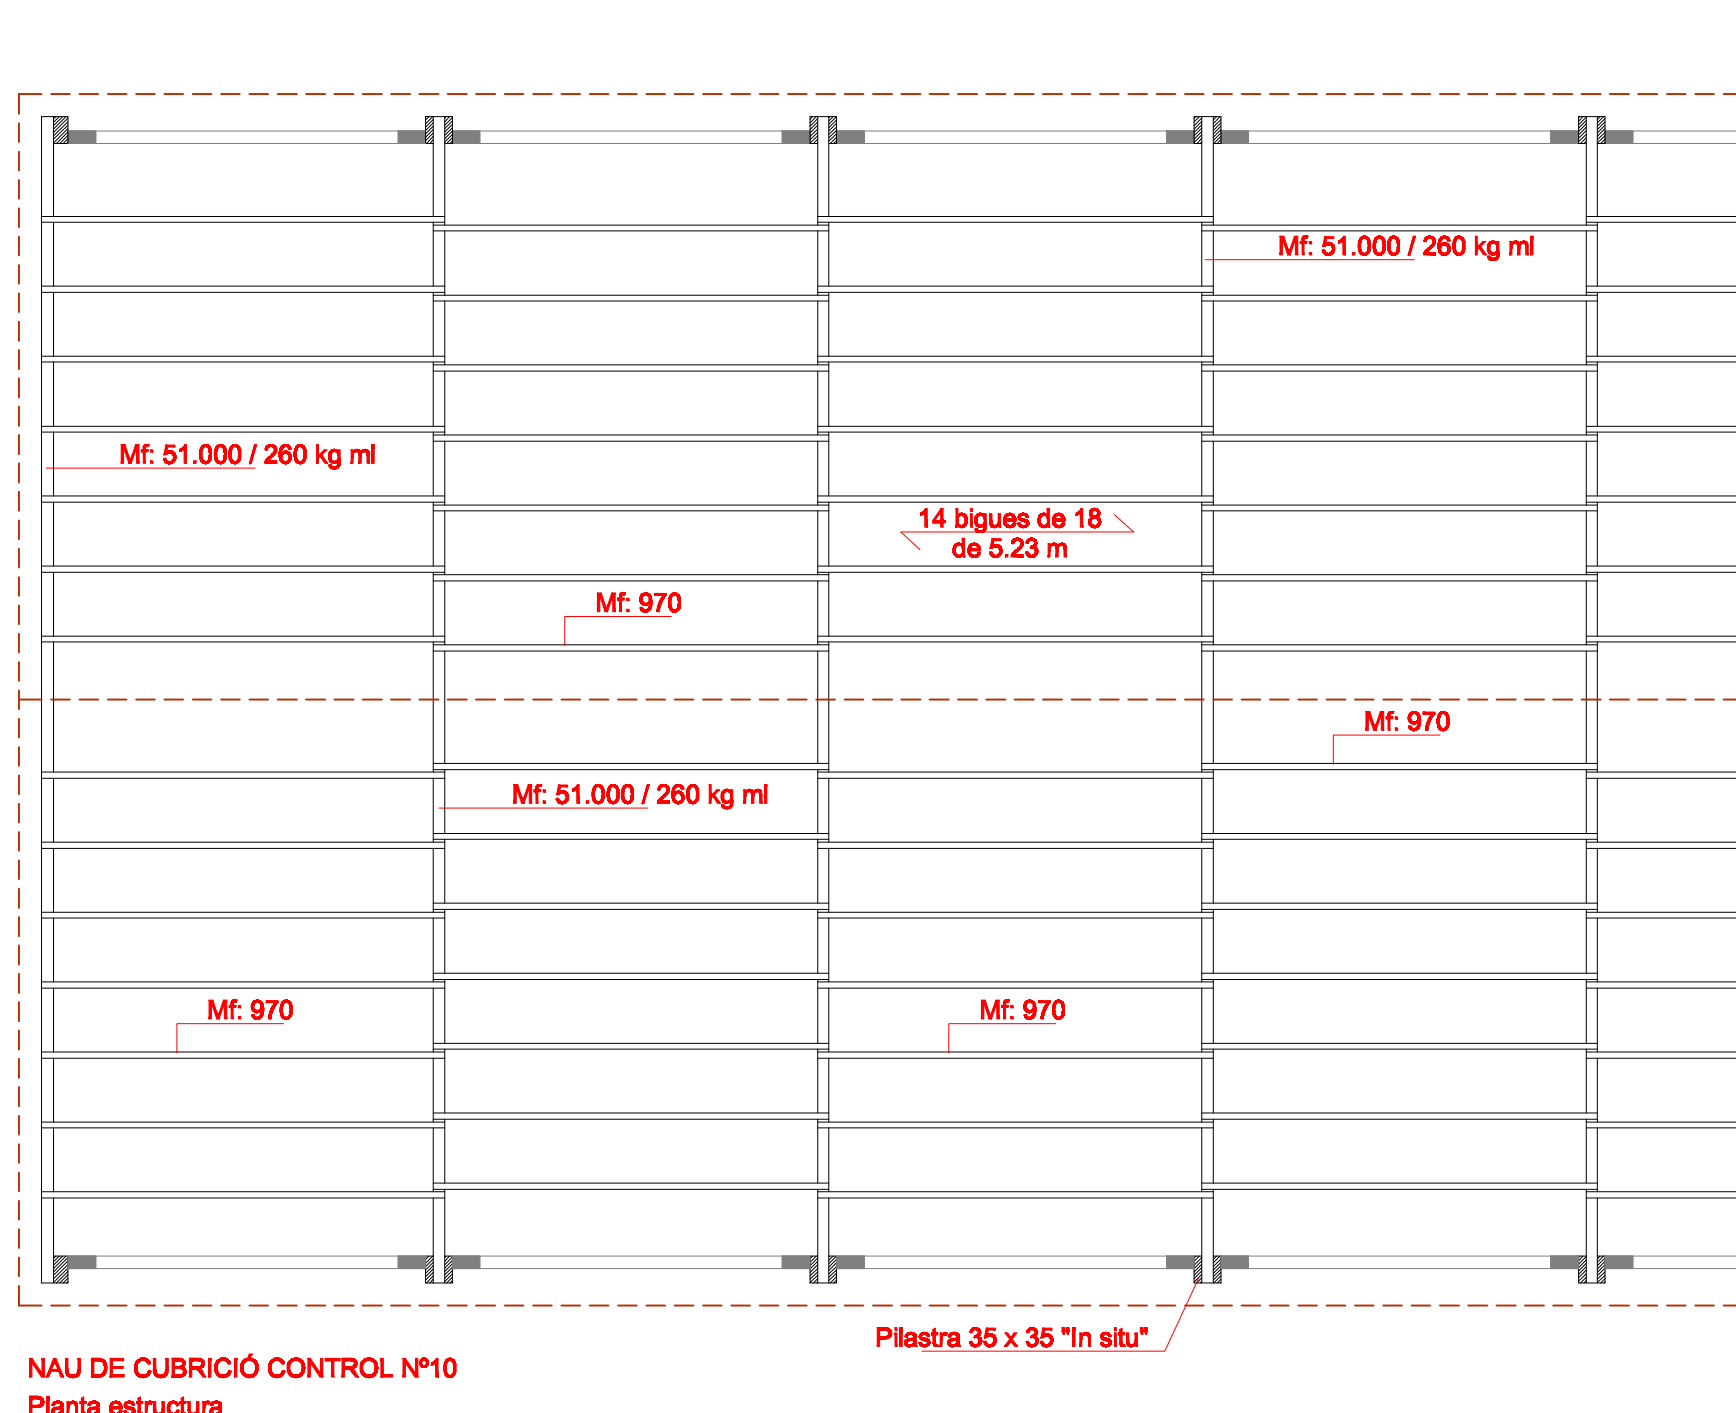 Mf: 51.000 / 260 kg ml
Mf: 51.000 / 260 kg ml
14 bigues de 18
de 5.23 m
Mf: 970
Mf: 970
Mf: 51.000 / 260 kg ml
Mf: 970
Mf: 970
Pilastra 35 x 35 "In situ"
NAU DE CUBRICIÓ CONTROL Nº10
Planta estructura